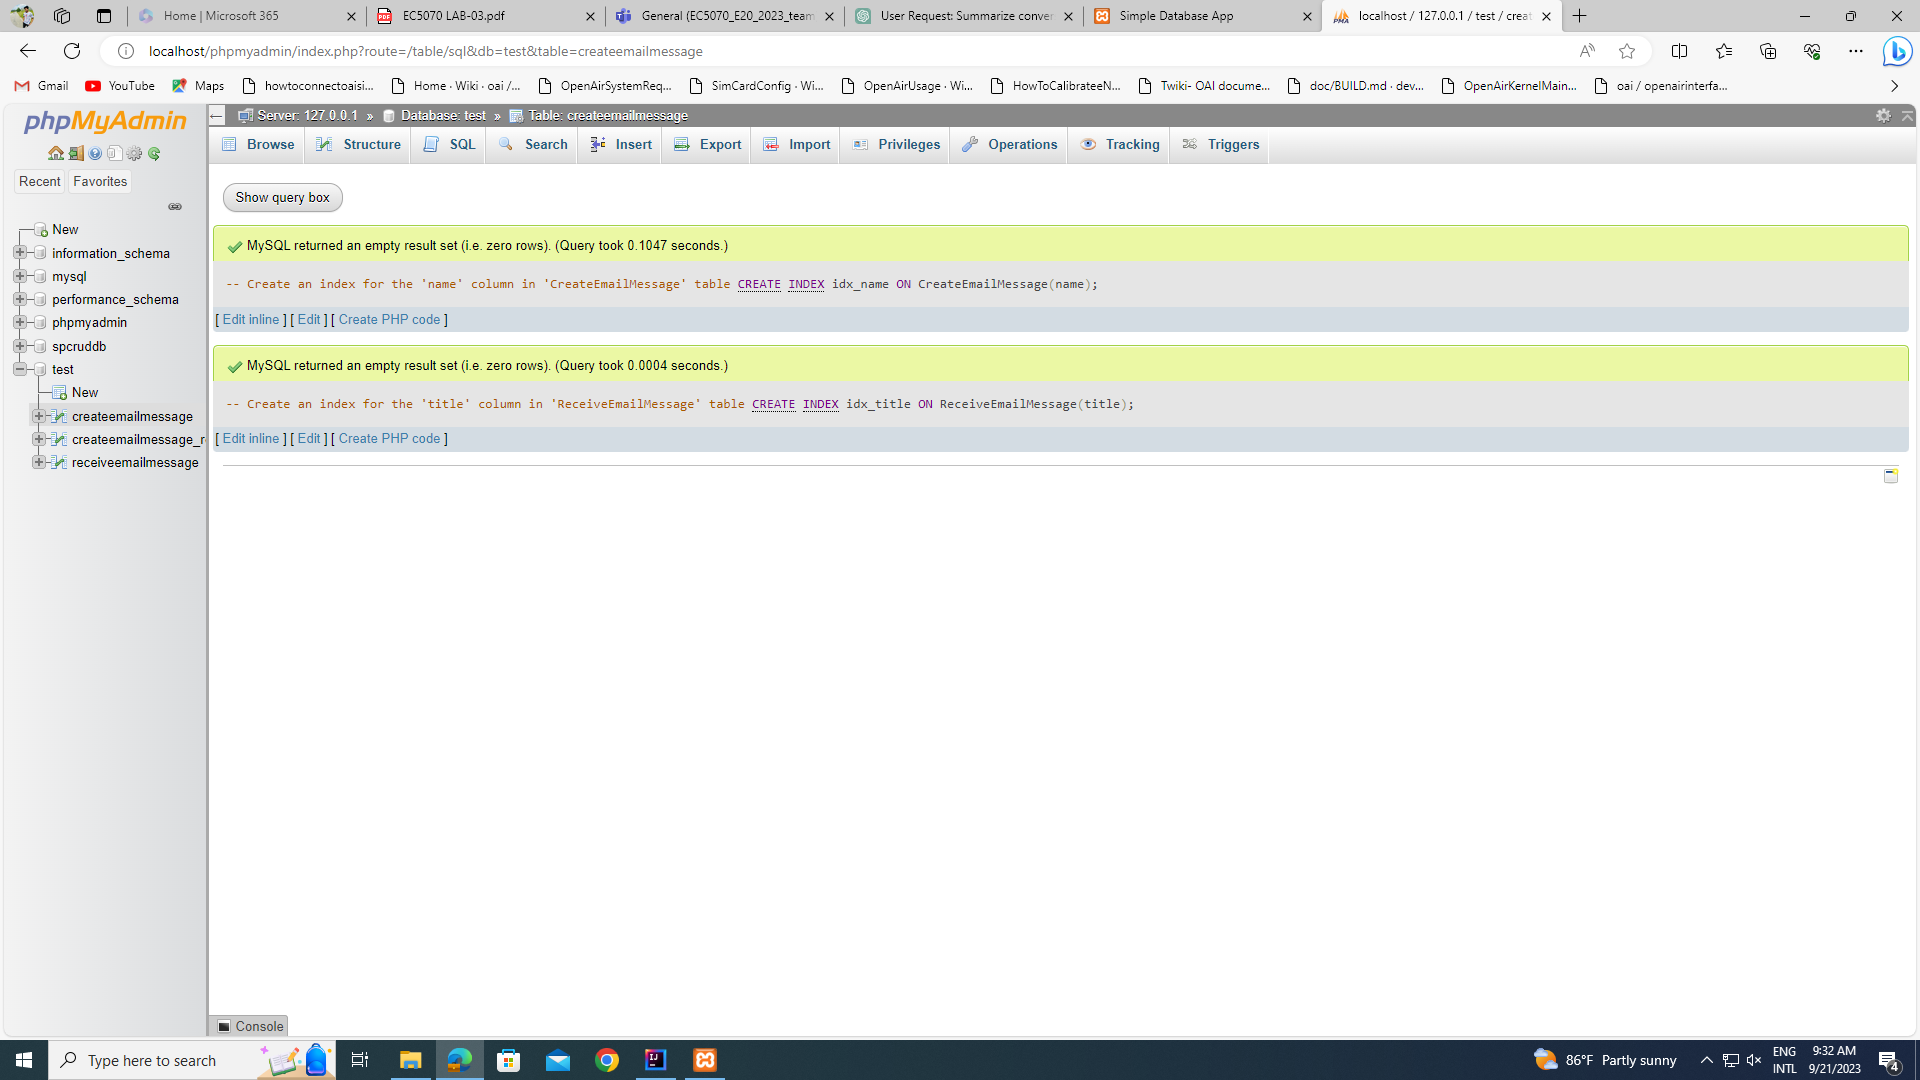 Home | Microsoft 365
EC5070 LAB-03.pdf
General (EC5070_E20_2023_team
User Request: Summarize conver
Simple Database App
localhost / 127.0.0.1 / test / creat
localhost/phpmyadmin/index.php?route=/table/sql&db=test&table=createemailmessage
Gmail
YouTube
Maps
howtoconnectoaisi...
Home · Wiki · oai /...
OpenAirSystemReq...
SimCardConfig · Wi...
OpenAirUsage · Wi...
HowToCalibrateeN...
Twiki- OAI docume...
doc/BUILD.md · dev...
OpenAirKernelMain...
oai / openairinterfa...
phpMyAdmin
Recent
Favorites
New
information_schema
mysql
performance_schema
phpmyadmin
spcruddb
test
New
createemailmessage
createemailmessage_r
receiveemailmessage
Server: 127.0.0.1 » Database: test » Table: createemailmessage
Browse
Structure
SQL
Search
Insert
Export
Import
Privileges
Operations
Tracking
Triggers
Show query box
MySQL returned an empty result set (i.e. zero rows). (Query took 0.1047 seconds.)
-- Create an index for the 'name' column in 'CreateEmailMessage' table CREATE INDEX idx_name ON CreateEmailMessage(name);
[ Edit inline ] [ Edit ] [ Create PHP code ]
MySQL returned an empty result set (i.e. zero rows). (Query took 0.0004 seconds.)
-- Create an index for the 'title' column in 'ReceiveEmailMessage' table CREATE INDEX idx_title ON ReceiveEmailMessage(title);
[ Edit inline ] [ Edit ] [ Create PHP code ]
Console
Type here to search
86°F Partly sunny
ENG
INTL
9:32 AM
9/21/2023
4